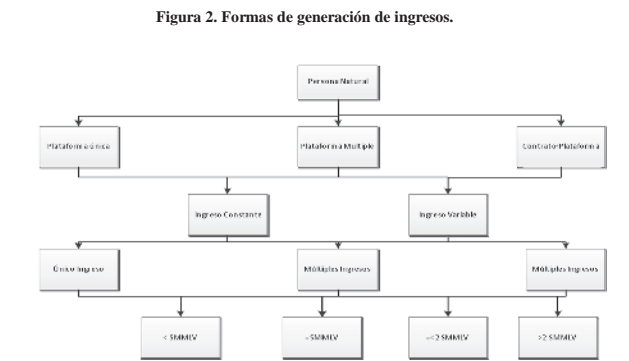 Figura 2. Formas de generación de ingresos.
Persona Natural
Plataforma única
Plataforma Multiple
Contrato/Plataforma
Ingreso Constante
Ingreso Variable
Único Ingreso
Múltiples Ingresos
Múltiples Ingresos
< SMMLV
=SMMLV
=<2 SMMLV
>2 SMMLV